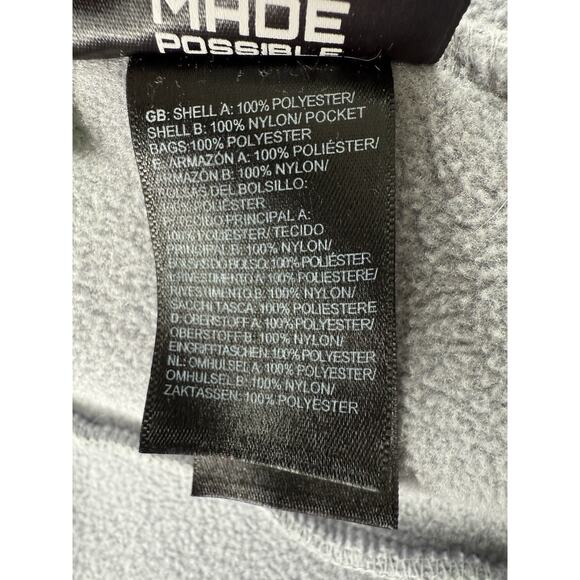 MADE
POSSIBLE
GB: SHELL A: 100% POLYESTER/
SHELL B: 100% NYLON/ POCKET
BAGS:100% POLYESTER
E: ARMAZÓN A: 100% POLIÉSTER/
ARMAZÓN B: 100% NYLON/
BOLSAS DEL BOLSILLO:
POLIÉSTER
TECIDO PRINCIPAL A:
100% POLIÉSTER/ TECIDO
PRINCIPAL B: 100% NYLON/
BOLSAS DO BOLSO: 100% POLIÉSTER
RIVESTIMENTO A: 100% POLIESTERE/
RIVESTIMENTO B: 100% NYLON/
SACCHI TASCA: 100% POLIESTERE
D: OBERSTOFF A: 100% POLYESTER/
OBERSTOFF B: 100% NYLON/
EINGRIFFTASCHEN: 100% POLYESTER
NL: OMHULSEL A: 100% POLYESTER/
OMHULSEL B: 100% NYLON/
ZAKTASSEN: 100% POLYESTER